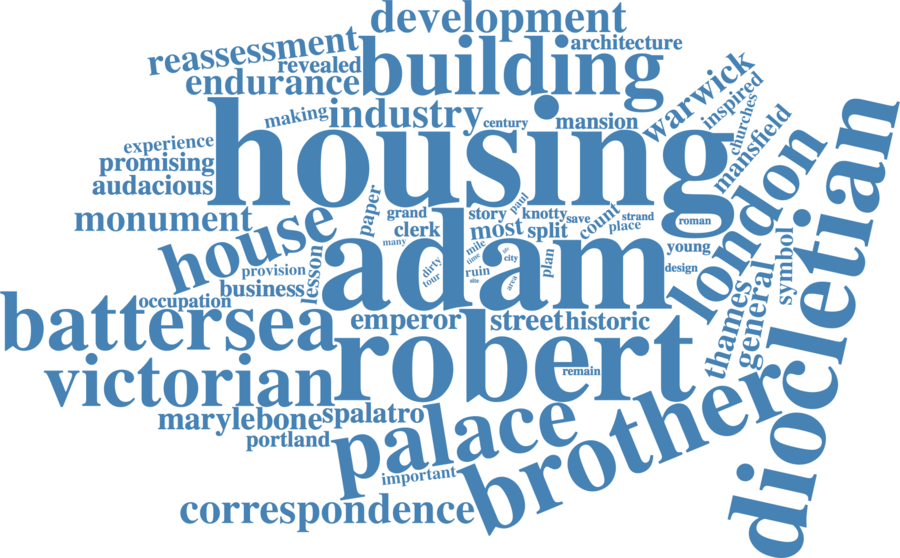 development
reassessment
architecture
revealed
building
endurance
warwick
inspired
making
industry
century
mansion
churches
mansfield
housing
experience
promising
audacious
london
diocletian
monument
house
paper
grand
story
paul
knotty
save
count
strand
place
roman
clerk
most
split
many
adam
mile
time
life
city
plan
young
design
dirty
tour
ruin
site
area
provision
lesson
business
occupation
symbol
general
thames
battersea
emperor
street
historic
robert
remain
victorian
brother
marylebone
spalatro
portland
palace
important
correspondence